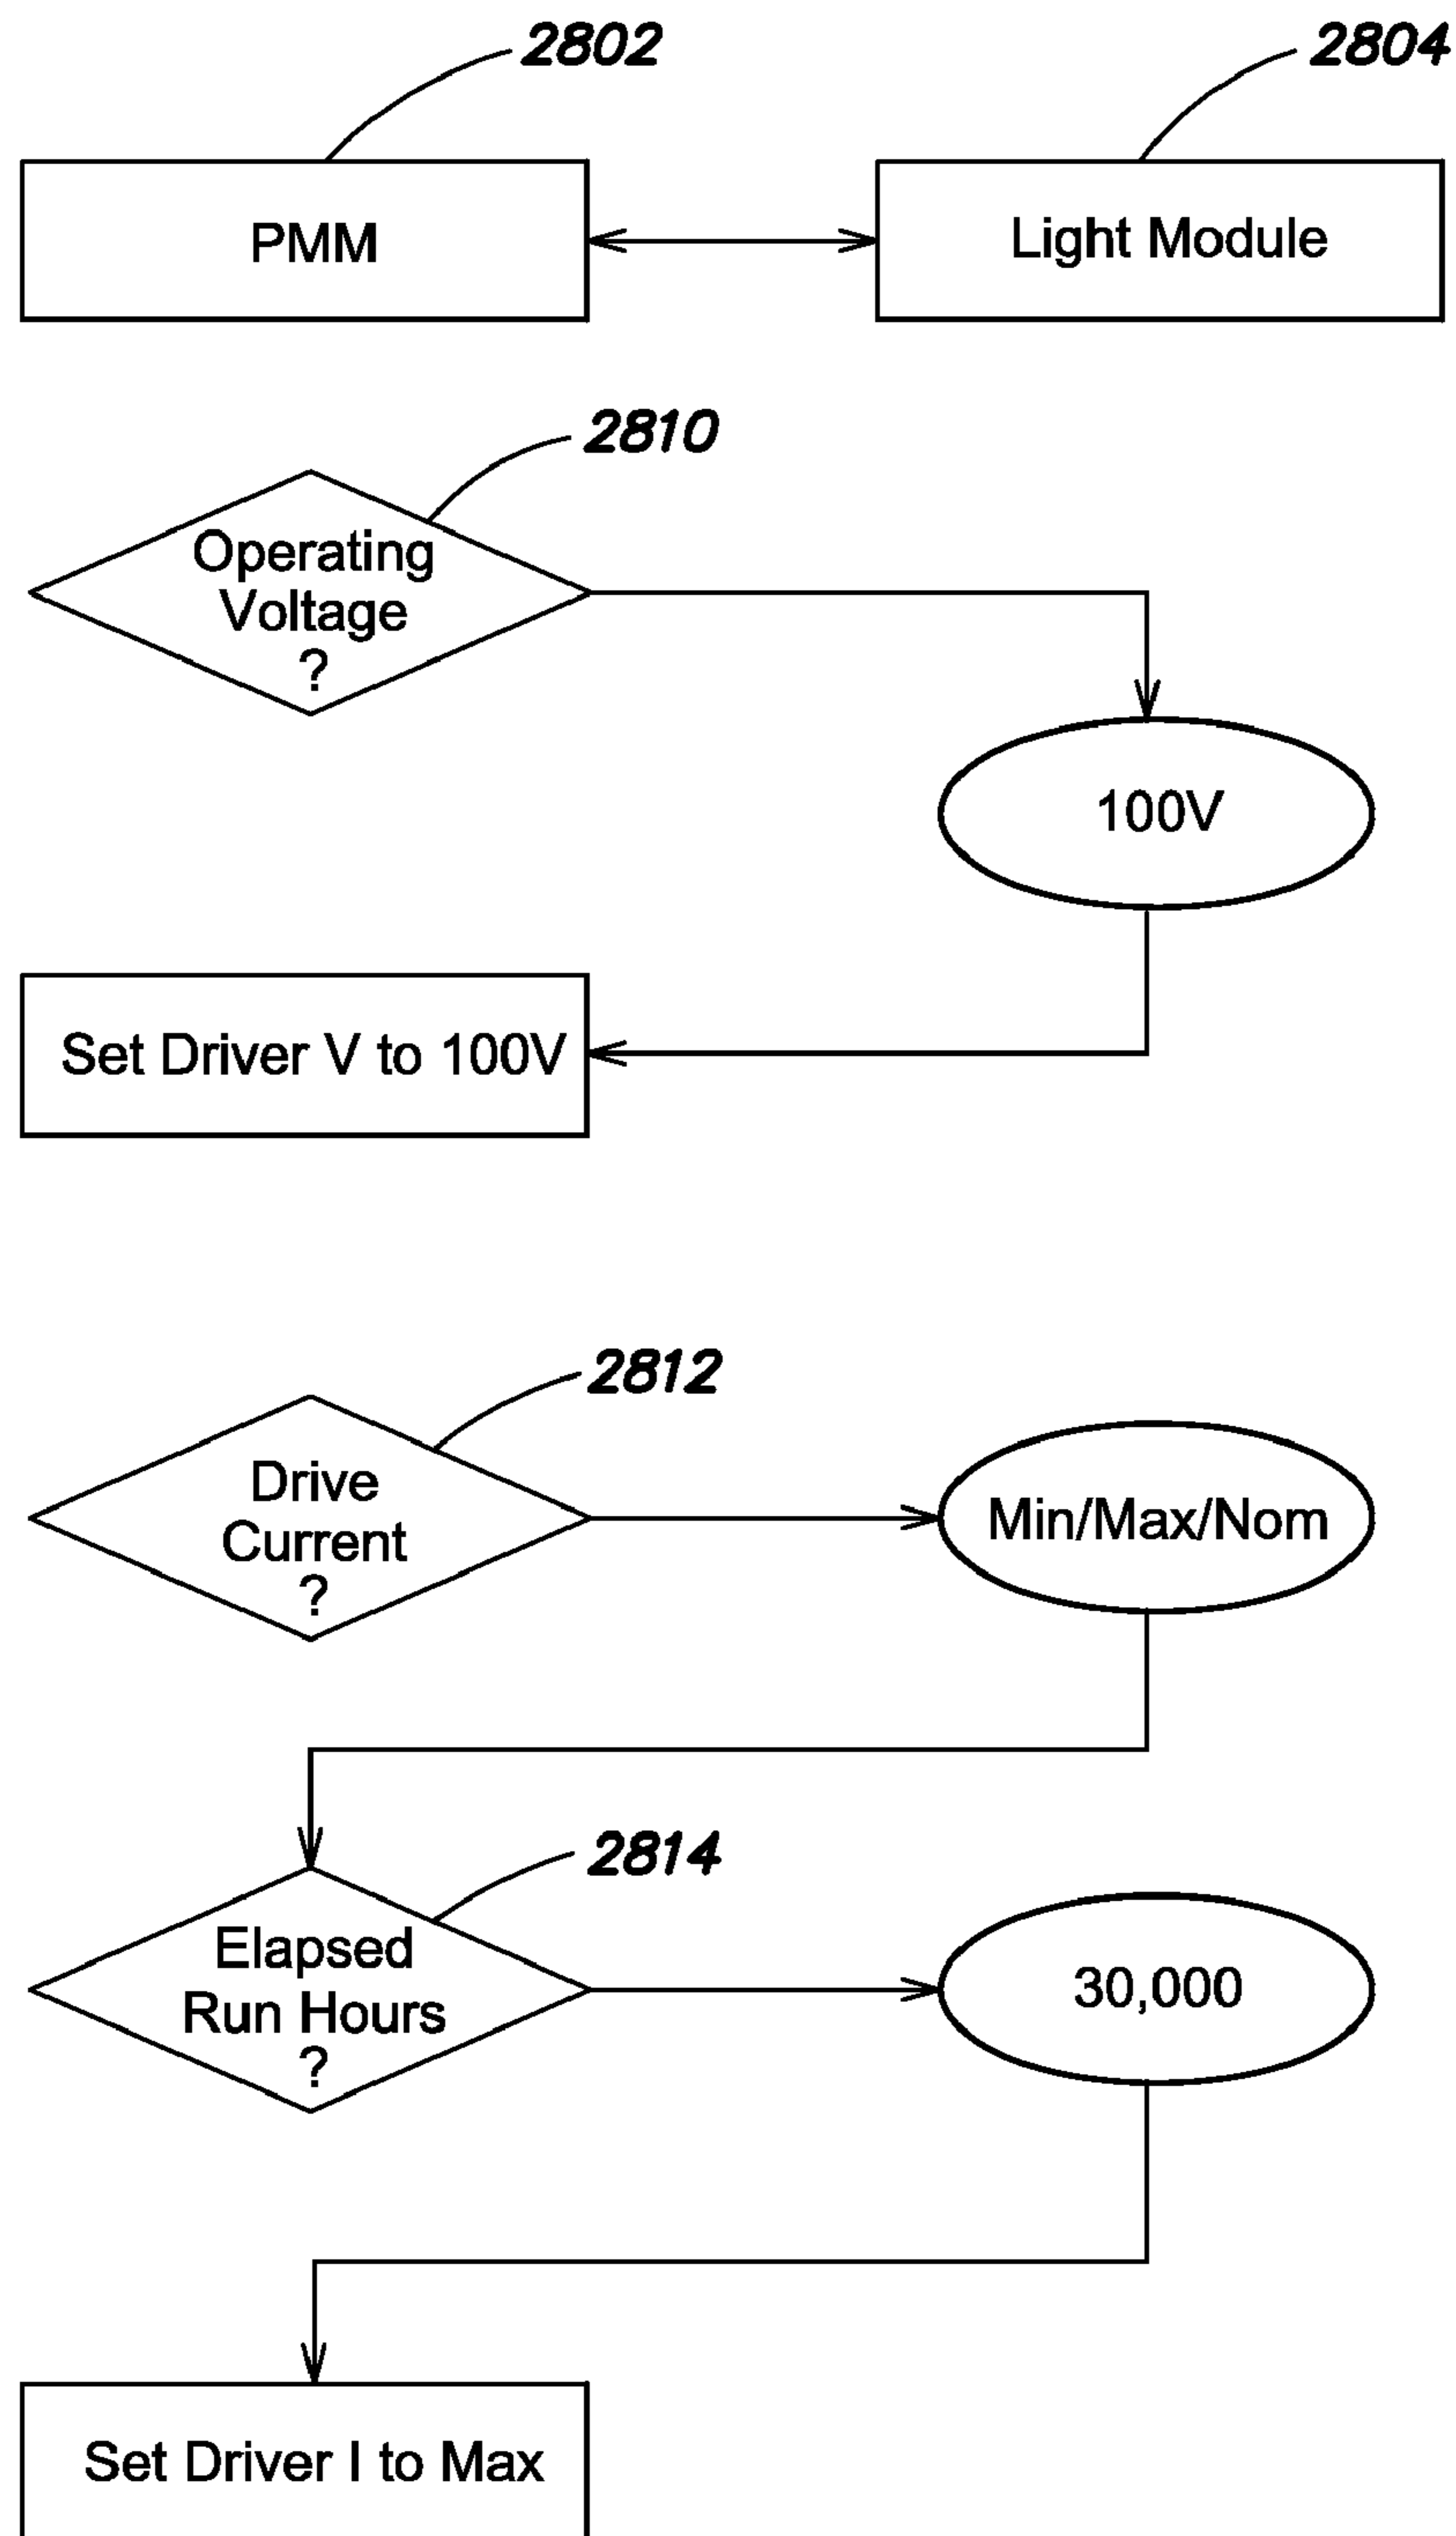 2802
2804
PMM
Light Module
2810
Operating
Voltage
?
100V
Set Driver V to 100V
2812
Drive
Current
?
Min/Max/Nom
2814
Elapsed
Run Hours
?
30,000
Set Driver I to Max